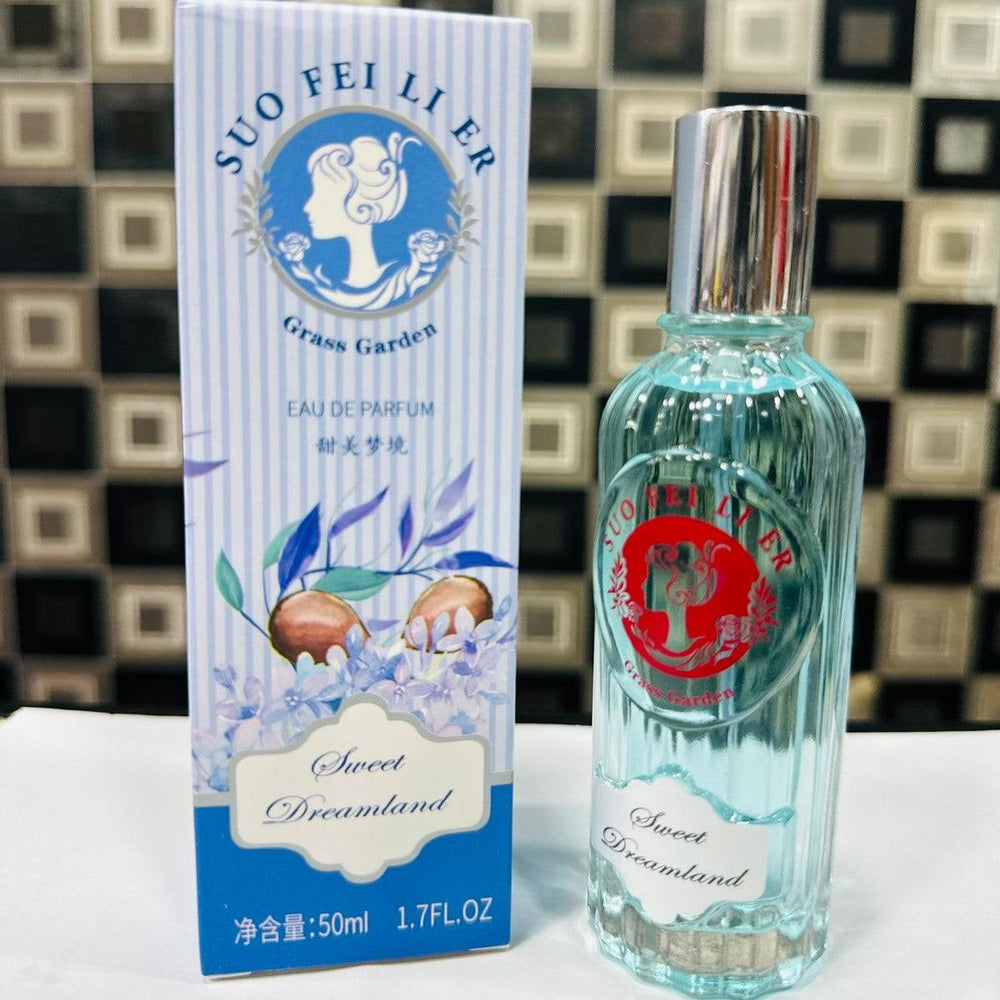 SUO FEI LI ER
Grass Garden
EAU DE PARFUM
甜美梦境
Sweet
Dreamland
净含量:50ml 1.7FL.OZ
SUO FEI LI ER
Grass Garden
Sweet
Dreamland